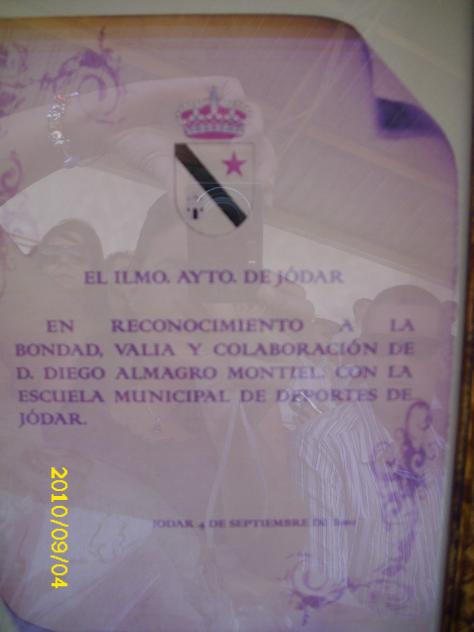 EL ILMO. AYTO. DE JÓDAR
EN RECONOCIMIENTO A LA
BONDAD, VALIA Y COLABORACIÓN DE
D. DIEGO ALMAGRO MONTIEL. CON LA
ESCUELA MUNICIPAL DE DEPORTES DE
JÓDAR.
JODAR 4 DE SEPTIEMBRE DE
2010/09/04